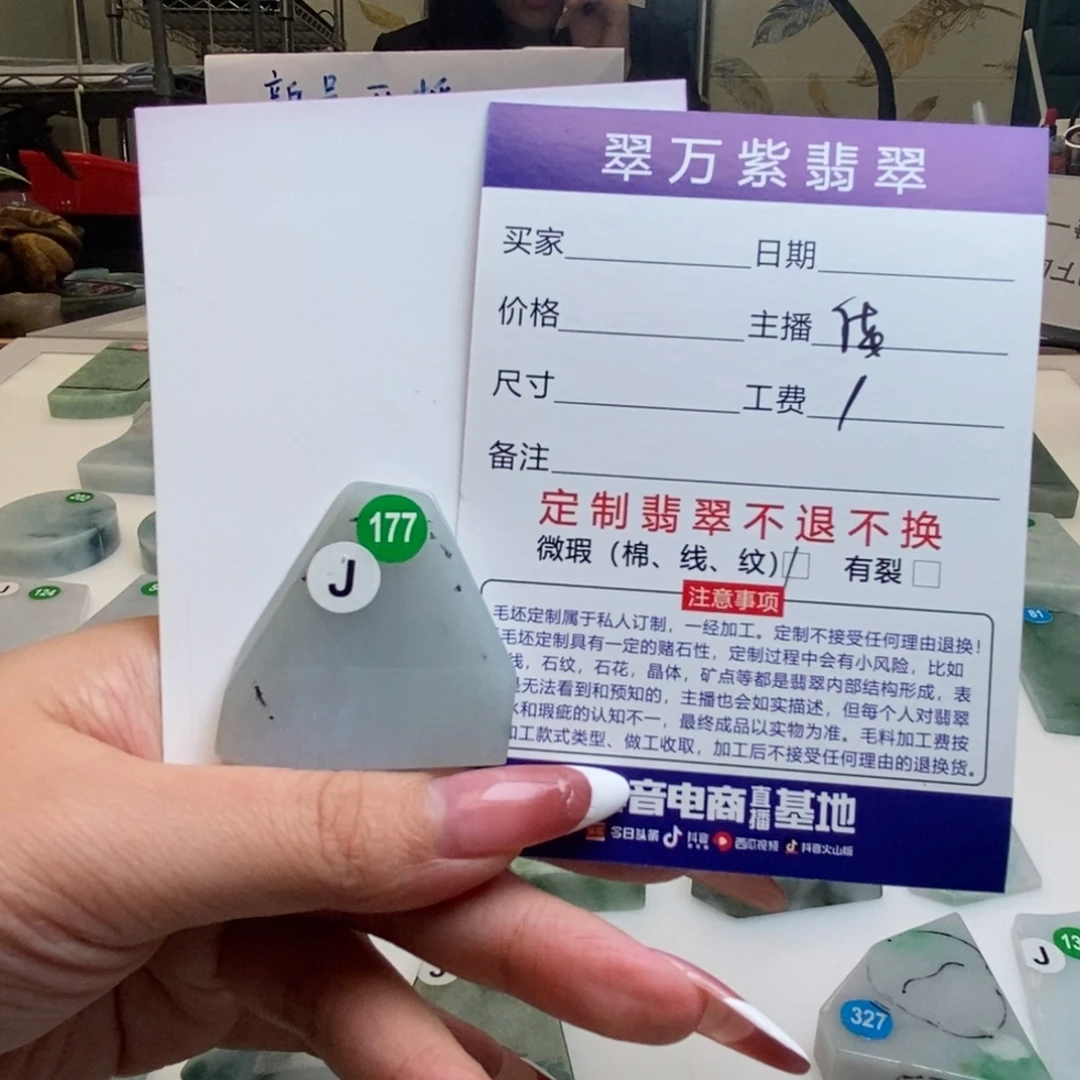 翠万紫翡翠
买家 日期
价格 主播
尺寸 工费 /
备注
定制翡翠不退不换
微瑕（棉、线、纹） 有裂
注意事项
毛坯定制属于私人订制，一经加工。定制不接受任何理由退换！
毛坯定制具有一定的赌石性，定制过程中会有小风险，比如
线，石纹，石花，晶体，矿点等都是翡翠内部结构形成，表
无法看到和预知的，主播也会如实描述，但每个人对翡翠
水和瑕疵的认知不一，最终成品以实物为准。毛料加工费按
加工款式类型、做工收取，加工后不接受任何理由的退换货。
音电商直播基地
今日头条 抖音 西瓜视频 抖音火山版
177
J
202
J 124
81
327
J